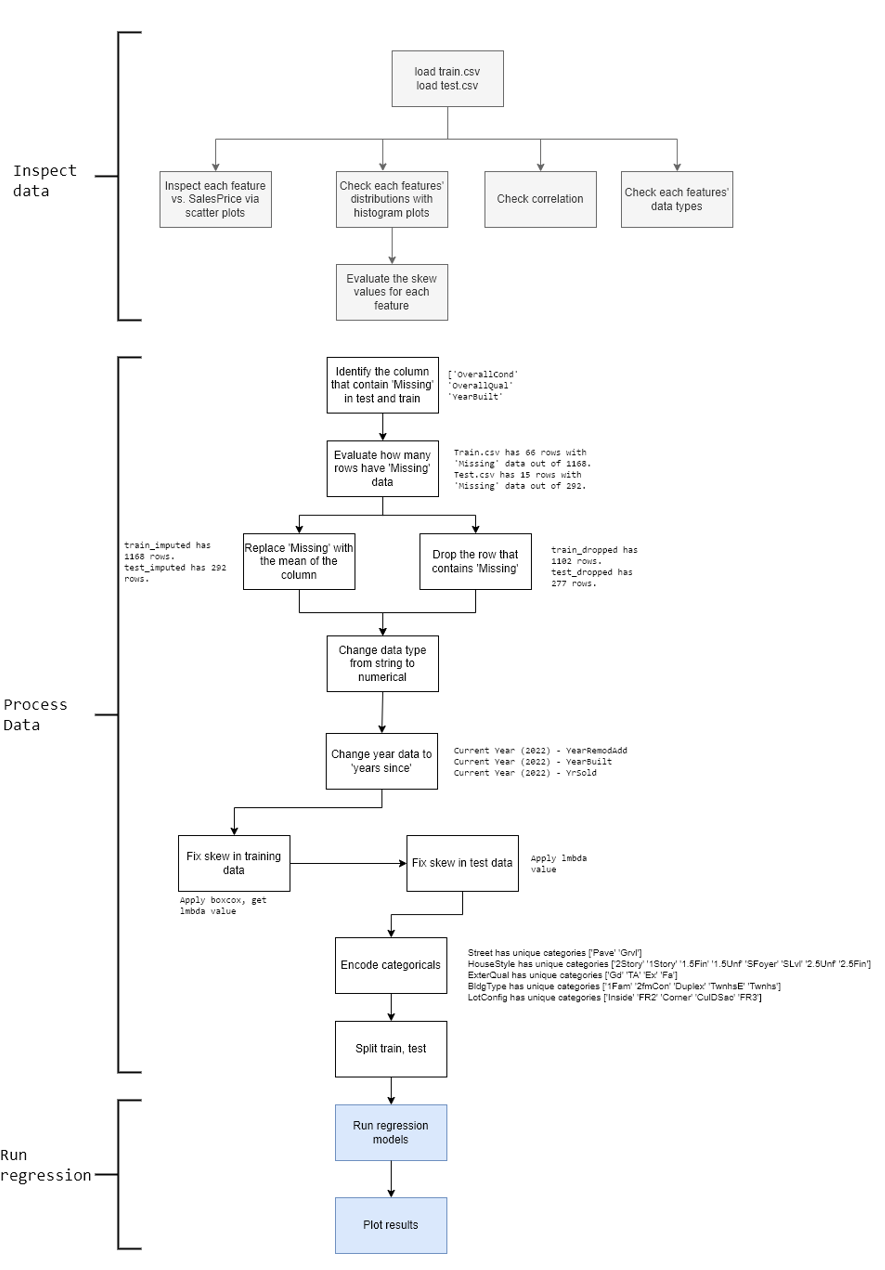 load train.csv
load test.csv
Inspect
data
Inspect each feature
vs. SalesPrice via
scatter plots
Check each features'
distributions with
histogram plots
Check correlation
Check each features'
data types
Evaluate the skew
values for each
feature
Identify the column
that contain 'Missing'
in test and train
['OverallCond'
'OverallQual'
'YearBuilt'
Evaluate how many
rows have 'Missing'
data
Train.csv has 66 rows with
'Missing' data out of 1168.
Test.csv has 15 rows with
'Missing' data out of 292.
train_imputed has
1168 rows.
test_imputed has 292
rows.
Replace 'Missing' with
the mean of the
column
Drop the row that
contains 'Missing'
train_dropped has
1102 rows.
test_dropped has
277 rows.
Change data type
from string to
numerical
Process
Data
Change year data to
'years since'
Current Year (2022) - YearRemodAdd
Current Year (2022) - YearBuilt
Current Year (2022) - YrSold
Fix skew in training
data
Apply boxcox, get
lmbda value
Fix skew in test data
Apply lmbda
value
Encode categoricals
Street has unique categories ['Pave' 'Grvl']
HouseStyle has unique categories ['2Story' '1Story' '1.5Fin' '1.5Unf' 'SFoyer' 'SLvl' '2.5Unf' '2.5Fin']
ExterQual has unique categories ['Gd' 'TA' 'Ex' 'Fa']
BldgType has unique categories ['1Fam' '2fmCon' 'Duplex' 'TwnhsE' 'Twnhs']
LotConfig has unique categories ['Inside' 'FR2' 'Corner' 'CulDSac' 'FR3']
Split train, test
Run
regression
Run regression
models
Plot results